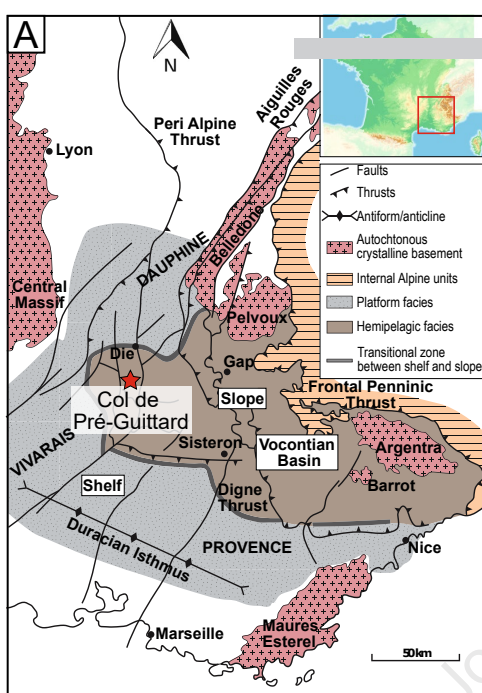 A
N
Lyon
Peri Alpine
Thrust
Aiguilles
Rouges
DAUPHINE
Belledone
Central
Massif
Pelvoux
Die
Gap
Col de
Pré-Guittard
Slope
Frontal Penninic
Thrust
VIVARAIS
Sisteron
Vocontian
Basin
Argentra
Barrot
Shelf
Digne
Thrust
Duracian Isthmus
PROVENCE
Nice
Marseille
Maures
Esterel
50km
Faults
Thrusts
Antiform/anticline
Autochtonous
crystalline basement
Internal Alpine units
Platform facies
Hemipelagic facies
Transitional zone
between shelf and slope